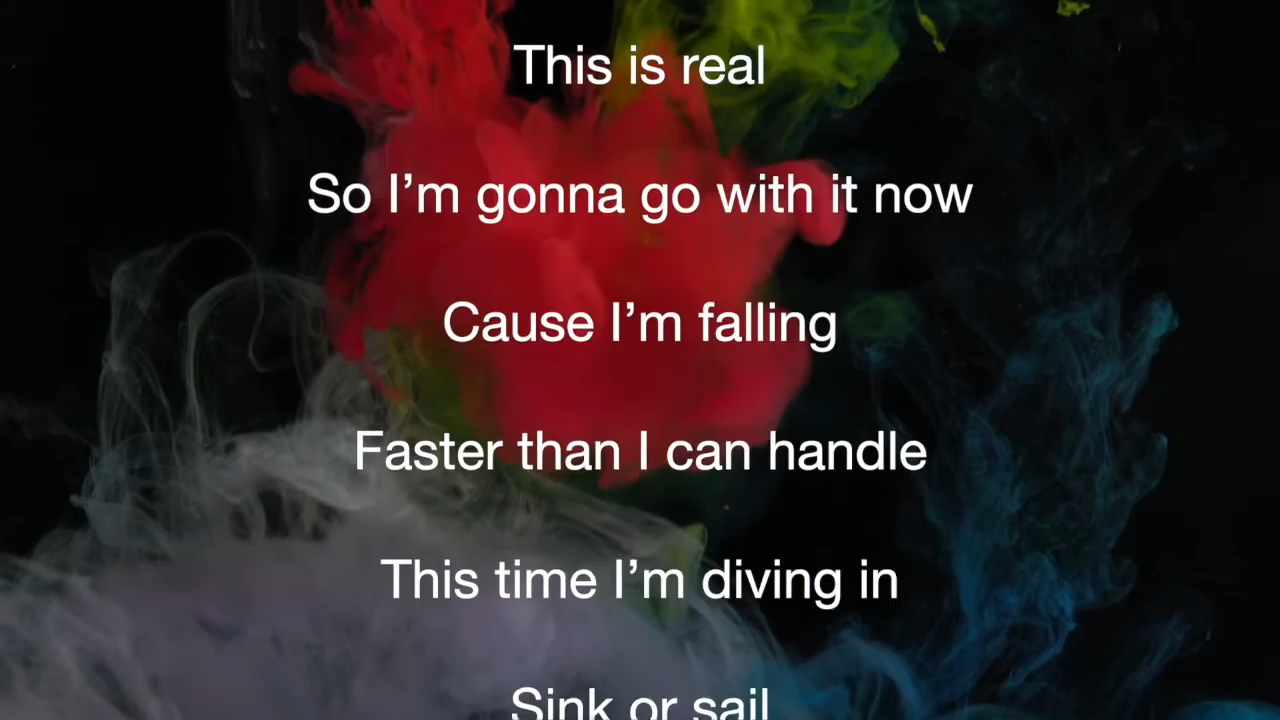 This is real
So I’m gonna go with it now
Cause I’m falling
Faster than I can handle
This time I’m diving in
Sink or sail